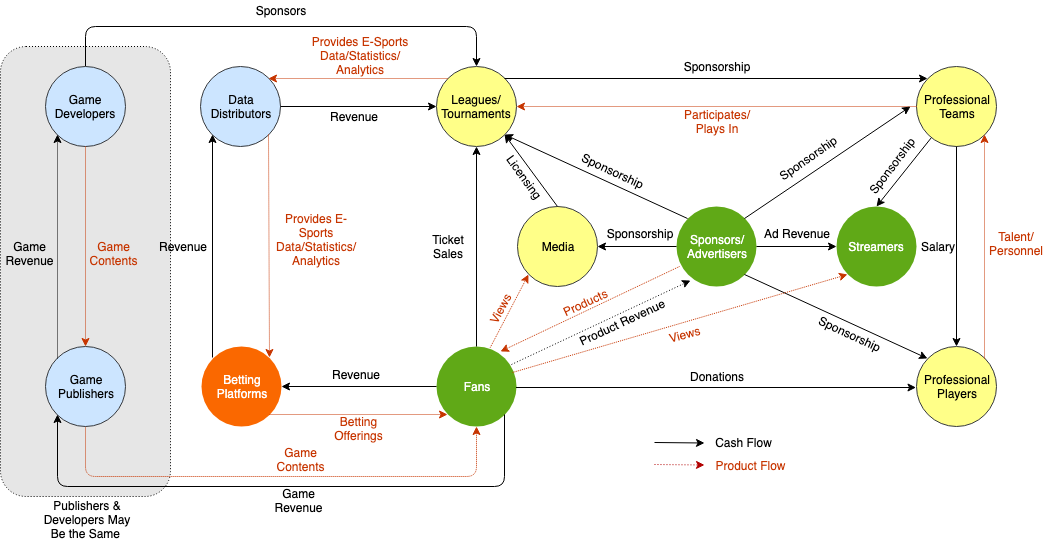 Sponsors
Provides E-Sports
Data/Statistics/
Analytics
Sponsorship
Game
Developers
Data
Distributors
Revenue
Leagues/
Tournaments
Participates/
Plays In
Professional
Teams
Licensing
Sponsorship
Sponsorship
Sponsorship
Game
Revenue
Game
Contents
Revenue
Provides E-
Sports
Data/Statistics/
Analytics
Ticket
Sales
Media
Sponsorship
Sponsors/
Advertisers
Ad Revenue
Streamers
Salary
Talent/
Personnel
Views
Products
Product Revenue
Views
Sponsorship
Game
Publishers
Betting
Platforms
Revenue
Fans
Donations
Professional
Players
Betting
Offerings
Game
Contents
Cash Flow
Product Flow
Game
Revenue
Publishers &
Developers May
Be the Same